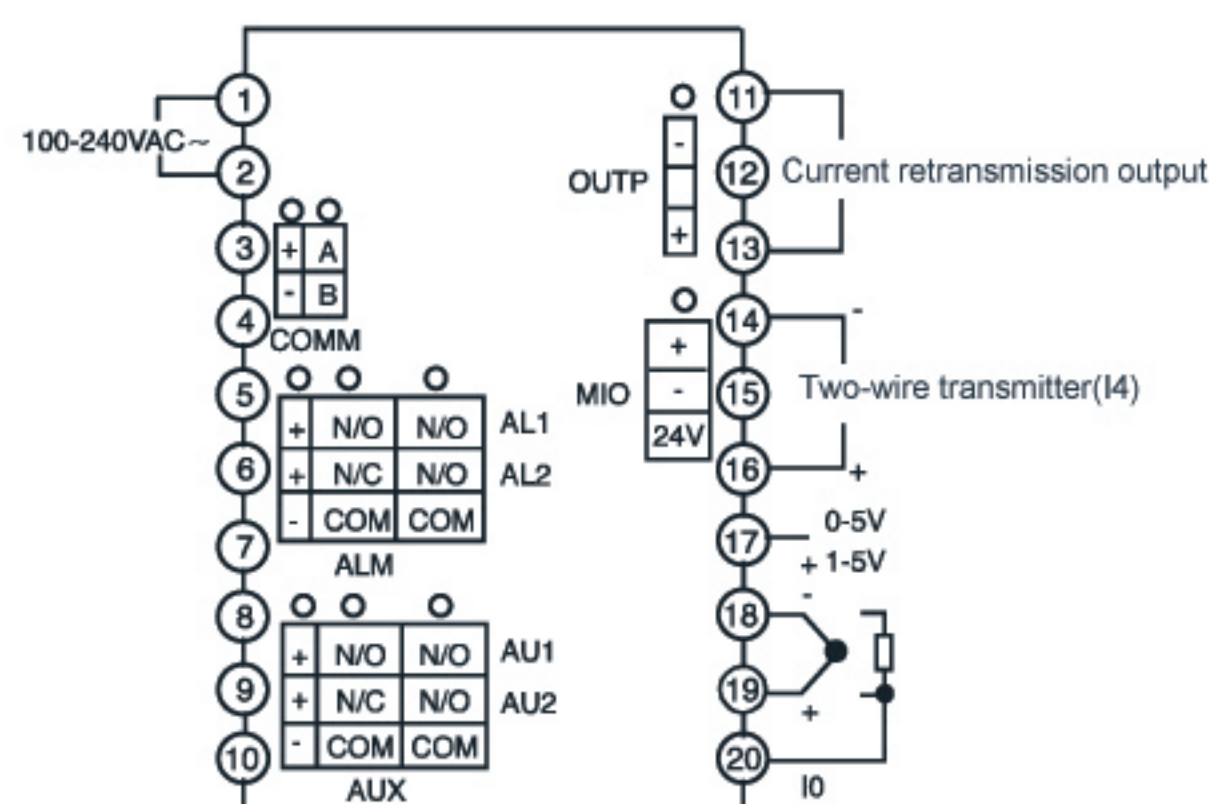 1
100-240VAC~
2
3
+ A
- B
4
COMM
5
+ N/O N/O AL1
6
+ N/C N/O AL2
- COM COM
7
ALM
8
+ N/O N/O AU1
9
+ N/C N/O AU2
- COM COM
10
AUX
11
-
OUTP
12
Current retransmission output
+
13
14
-
+
MIO
-
15
Two-wire transmitter(I4)
24V
16
+
0-5V
17
+ 1-5V
-
18
19
+
20
I0